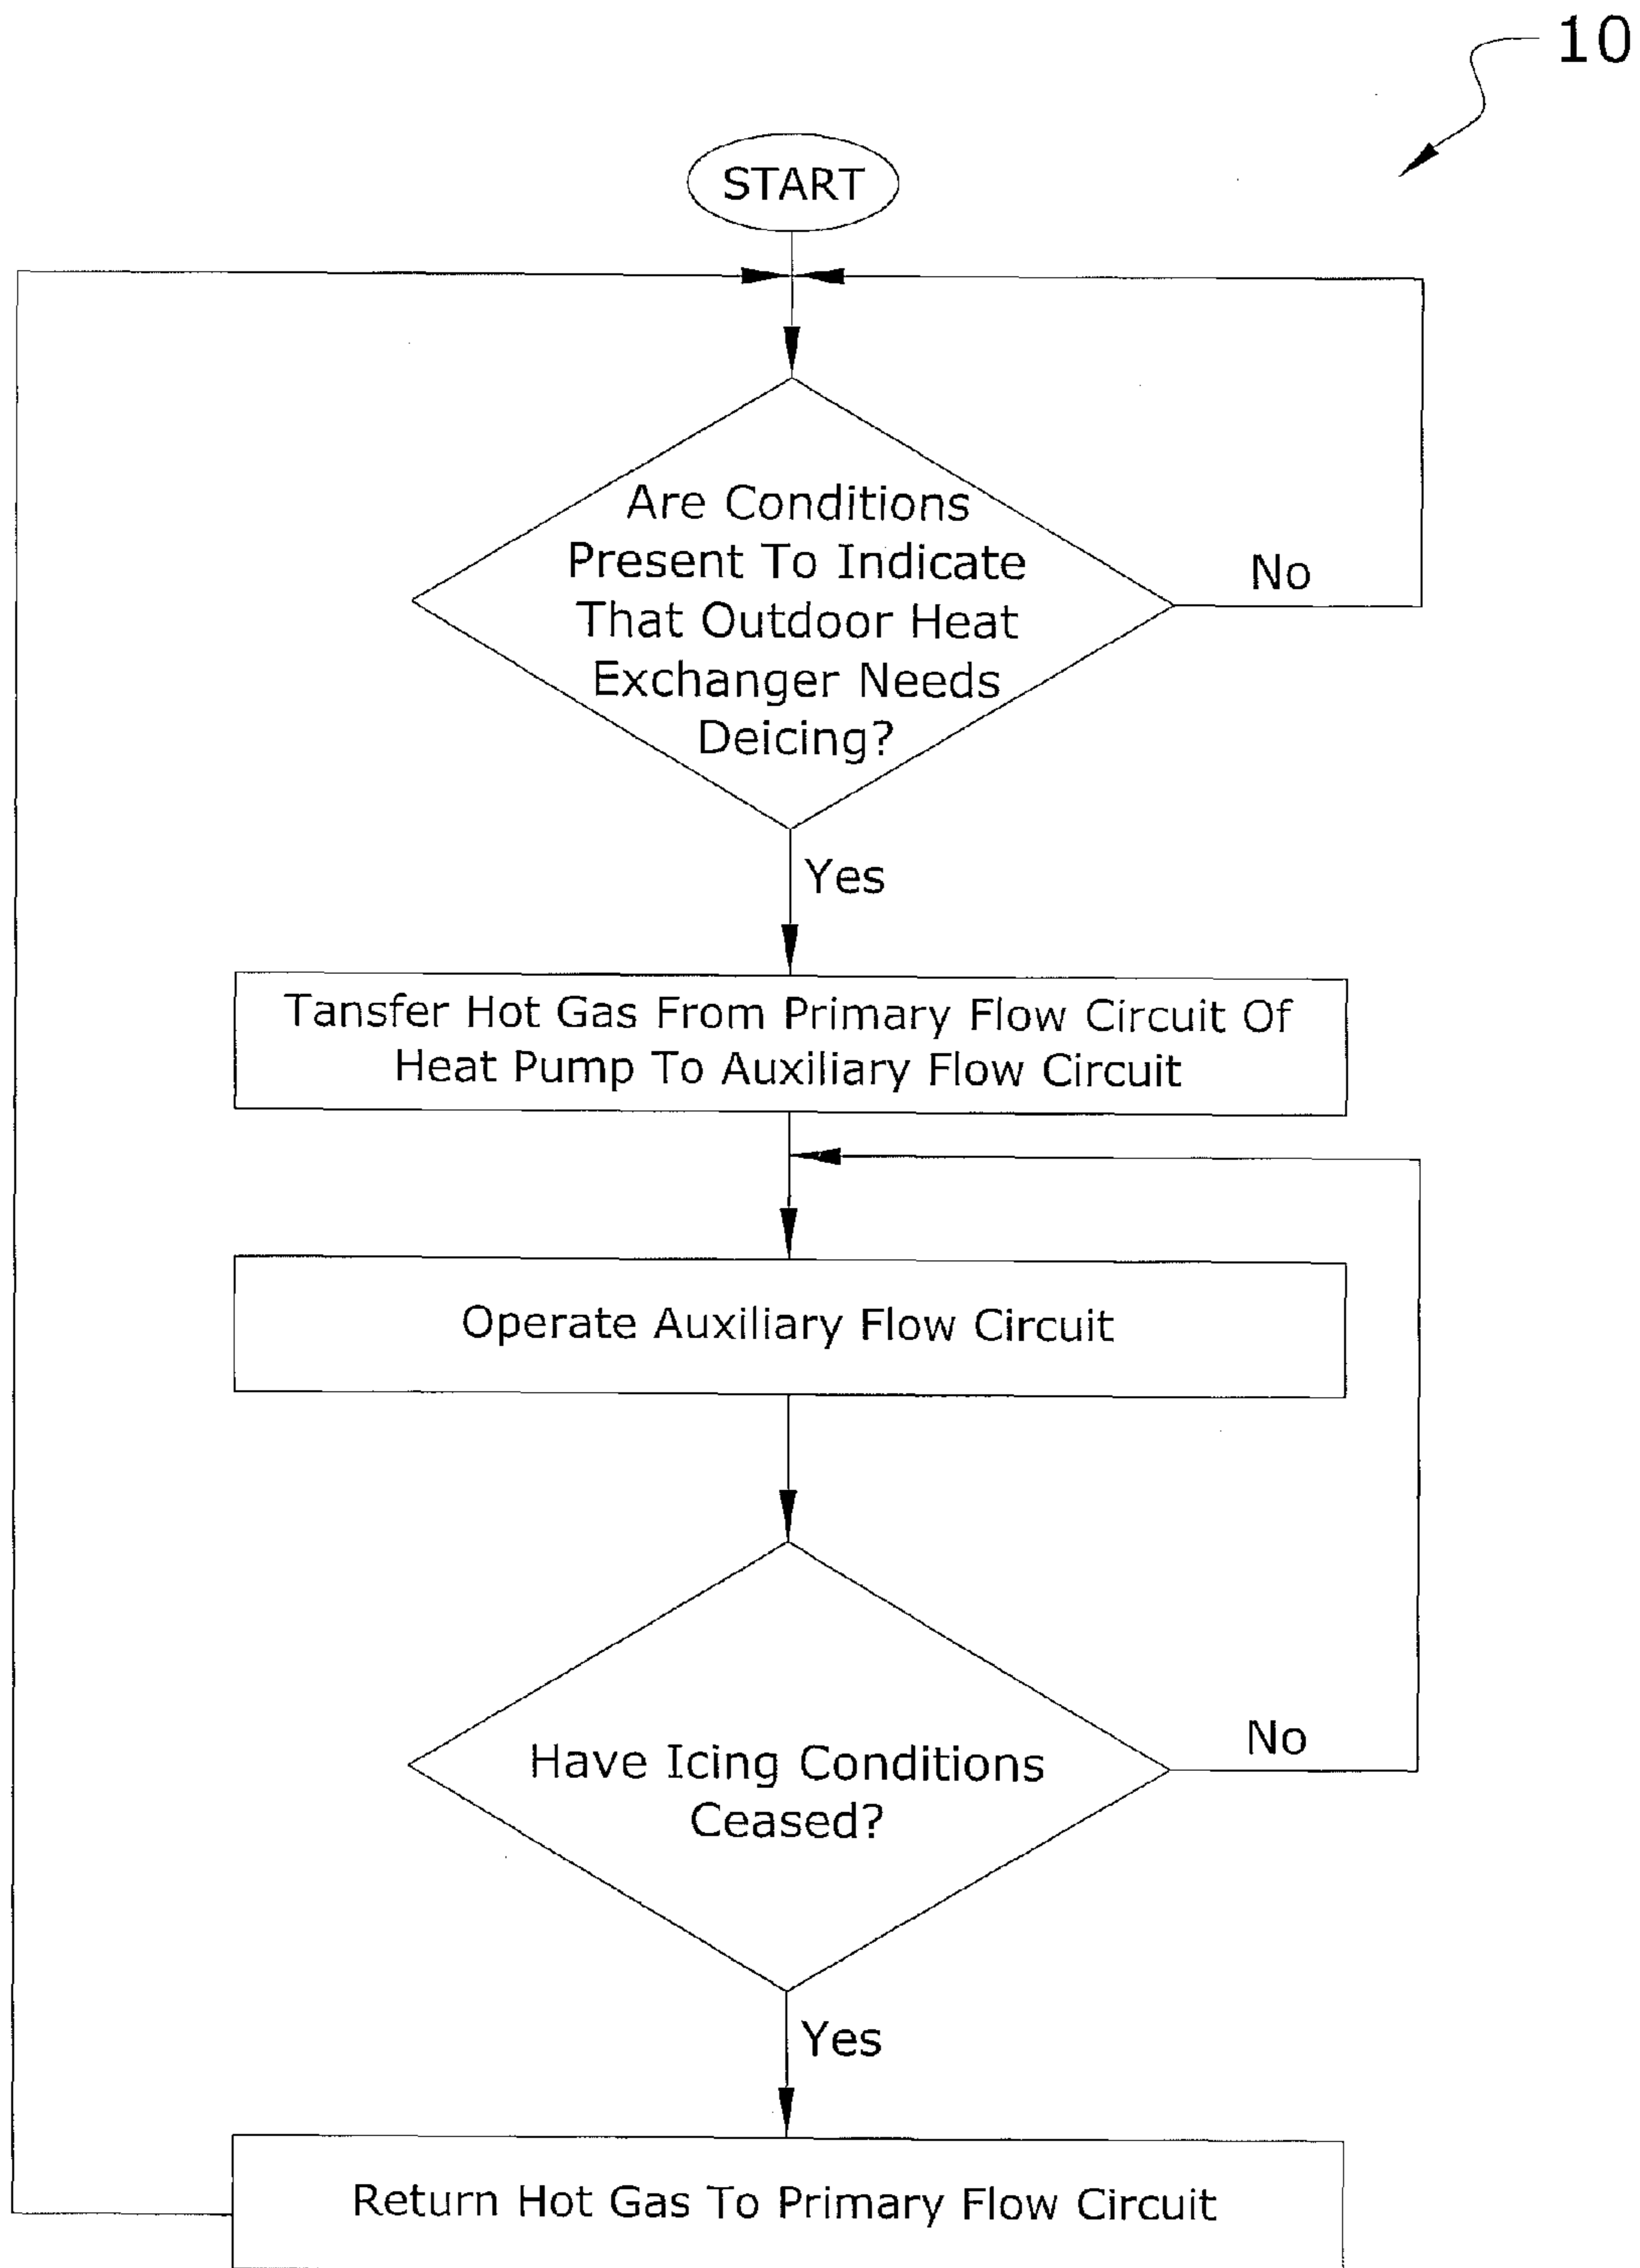 10
START
Are Conditions
Present To Indicate
That Outdoor Heat
Exchanger Needs
Deicing?
No
Yes
Tansfer Hot Gas From Primary Flow Circuit Of
Heat Pump To Auxiliary Flow Circuit
Operate Auxiliary Flow Circuit
Have Icing Conditions
Ceased?
No
Yes
Return Hot Gas To Primary Flow Circuit